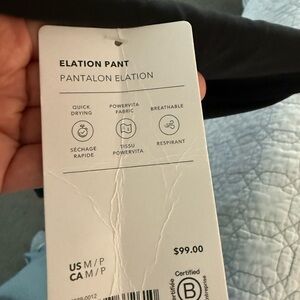 ELATION PANT
PANTALON ELATION
QUICK DRYING
POWERVITA FABRIC
BREATHABLE
SÉCHAGE RAPIDE
TISSU POWERVITA
RESPIRANT
$99.00
US M / P
CA M / P
Certified
B